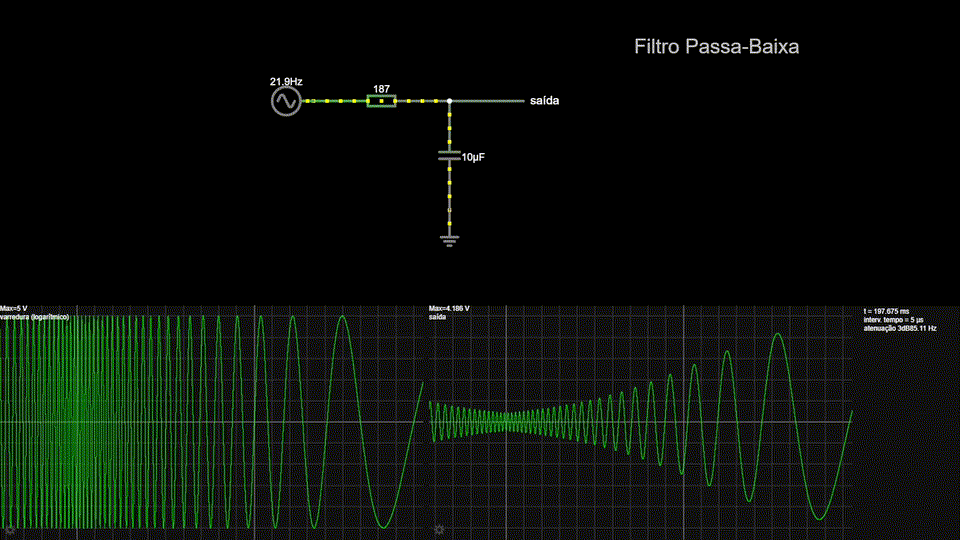 Filtro Passa-Baixa
21.9Hz
187
saída
10µF
Max=5 V
varredura (logarítmico)
Max=4.186 V
saída
t = 197.675 ms
interv. tempo = 5 µs
atenuação 3dB85.11 Hz